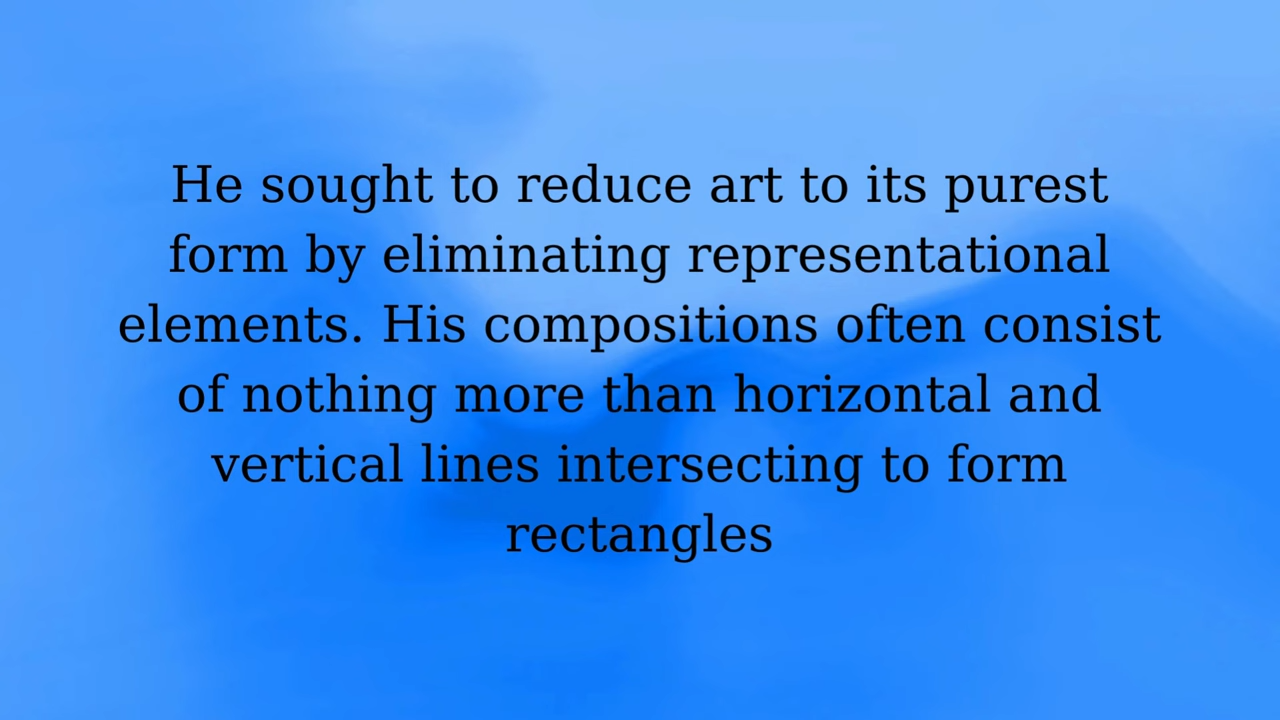 He sought to reduce art to its purest
form by eliminating representational
elements. His compositions often consist
of nothing more than horizontal and
vertical lines intersecting to form
rectangles